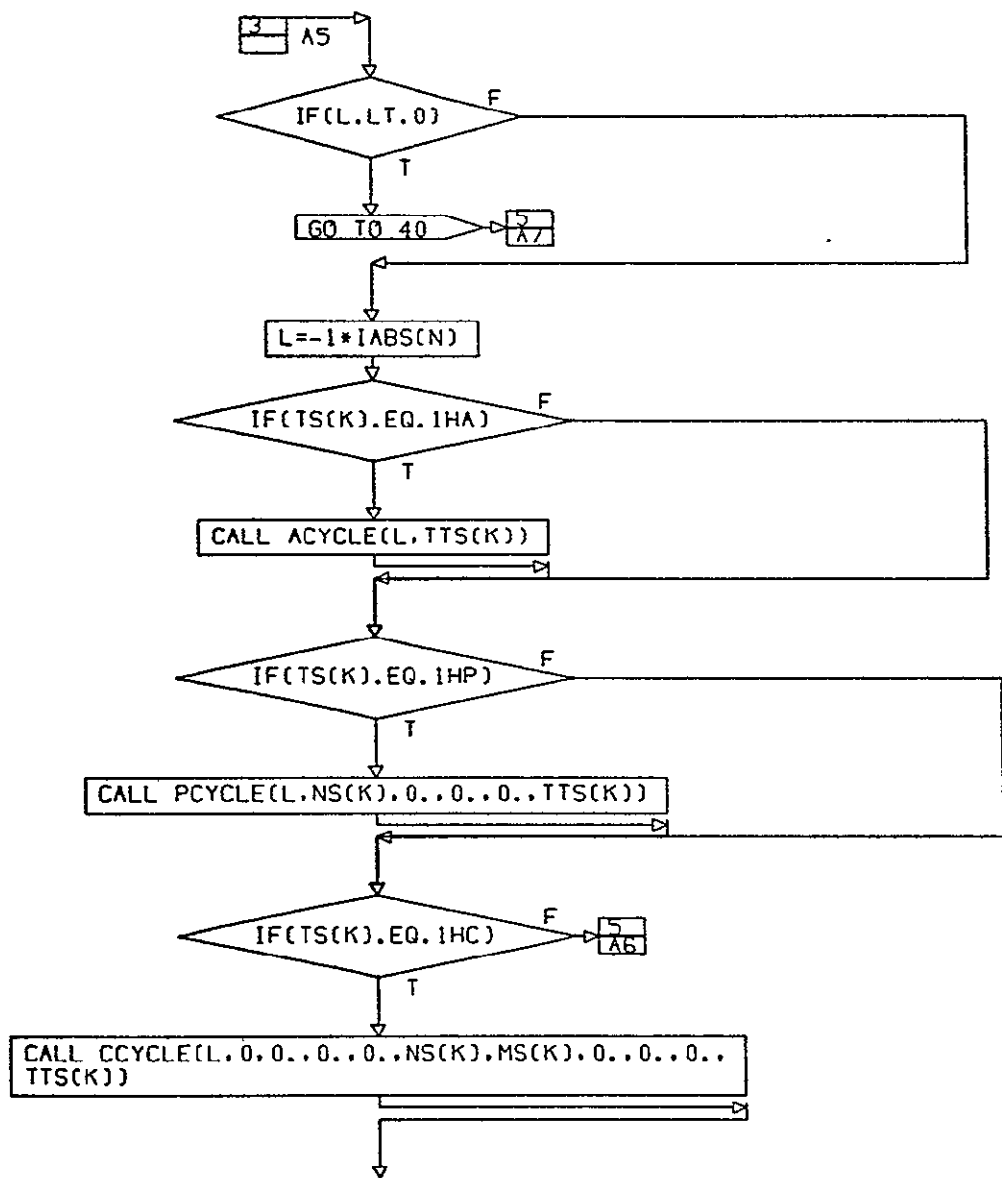 3
A5
F
IF(L.LT.0)
T
GO TO 40
5
A7
L=-1*IABS(N)
F
IF(TS(K).EQ.1HA)
T
CALL ACYCLE(L,TTS(K))
F
IF(TS(K).EQ.1HP)
T
CALL PCYCLE(L,NS(K),0.,0.,0.,TTS(K))
F
IF(TS(K).EQ.1HC)
5
A6
T
CALL CCYCLE(L,0,0.,0.,0.,NS(K),MS(K),0.,0.,0.,
TTS(K))